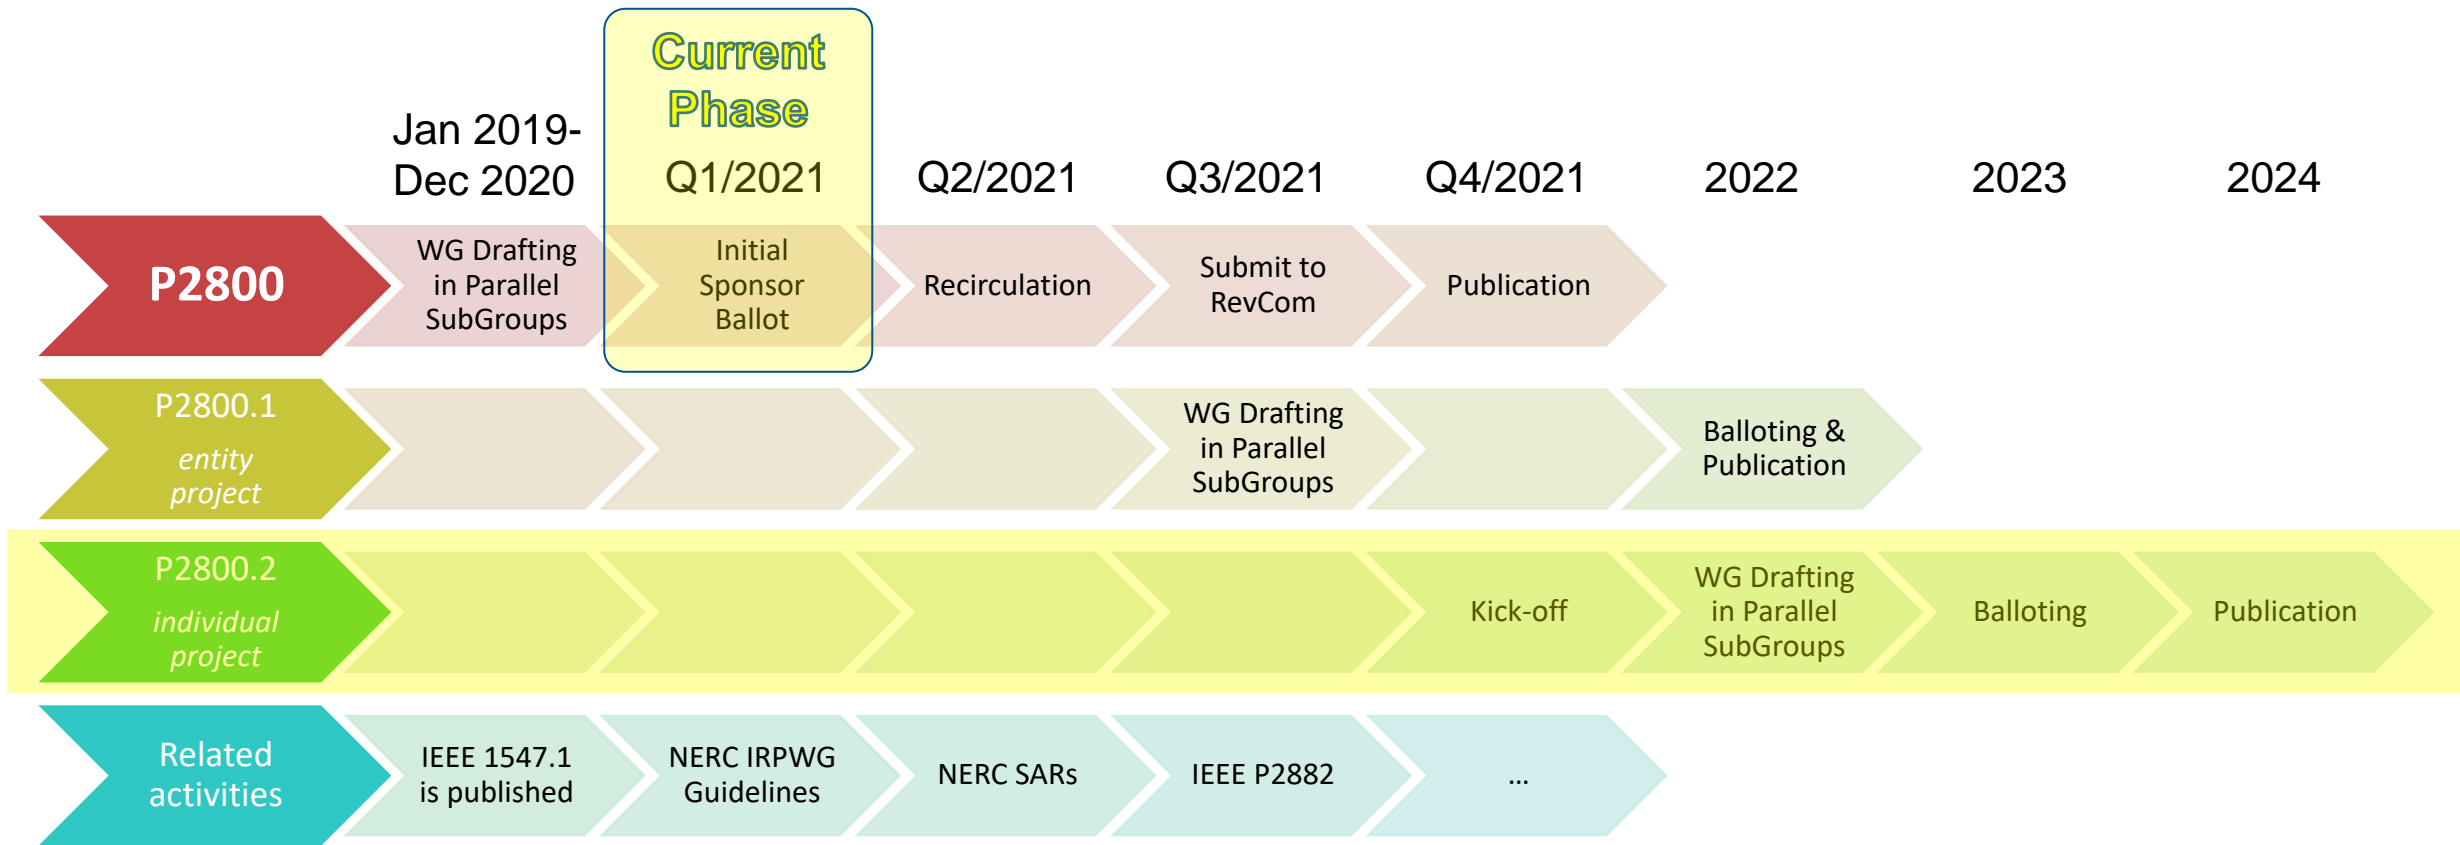 Current
Phase
Jan 2019-
Dec 2020
Q1/2021
Q2/2021
Q3/2021
Q4/2021
2022
2023
2024
P2800
WG Drafting
in Parallel
SubGroups
Initial
Sponsor
Ballot
Recirculation
Submit to
RevCom
Publication
P2800.1
entity
project
WG Drafting
in Parallel
SubGroups
Balloting &
Publication
P2800.2
individual
project
Kick-off
WG Drafting
in Parallel
SubGroups
Balloting
Publication
Related
activities
IEEE 1547.1
is published
NERC IRPWG
Guidelines
NERC SARs
IEEE P2882
...